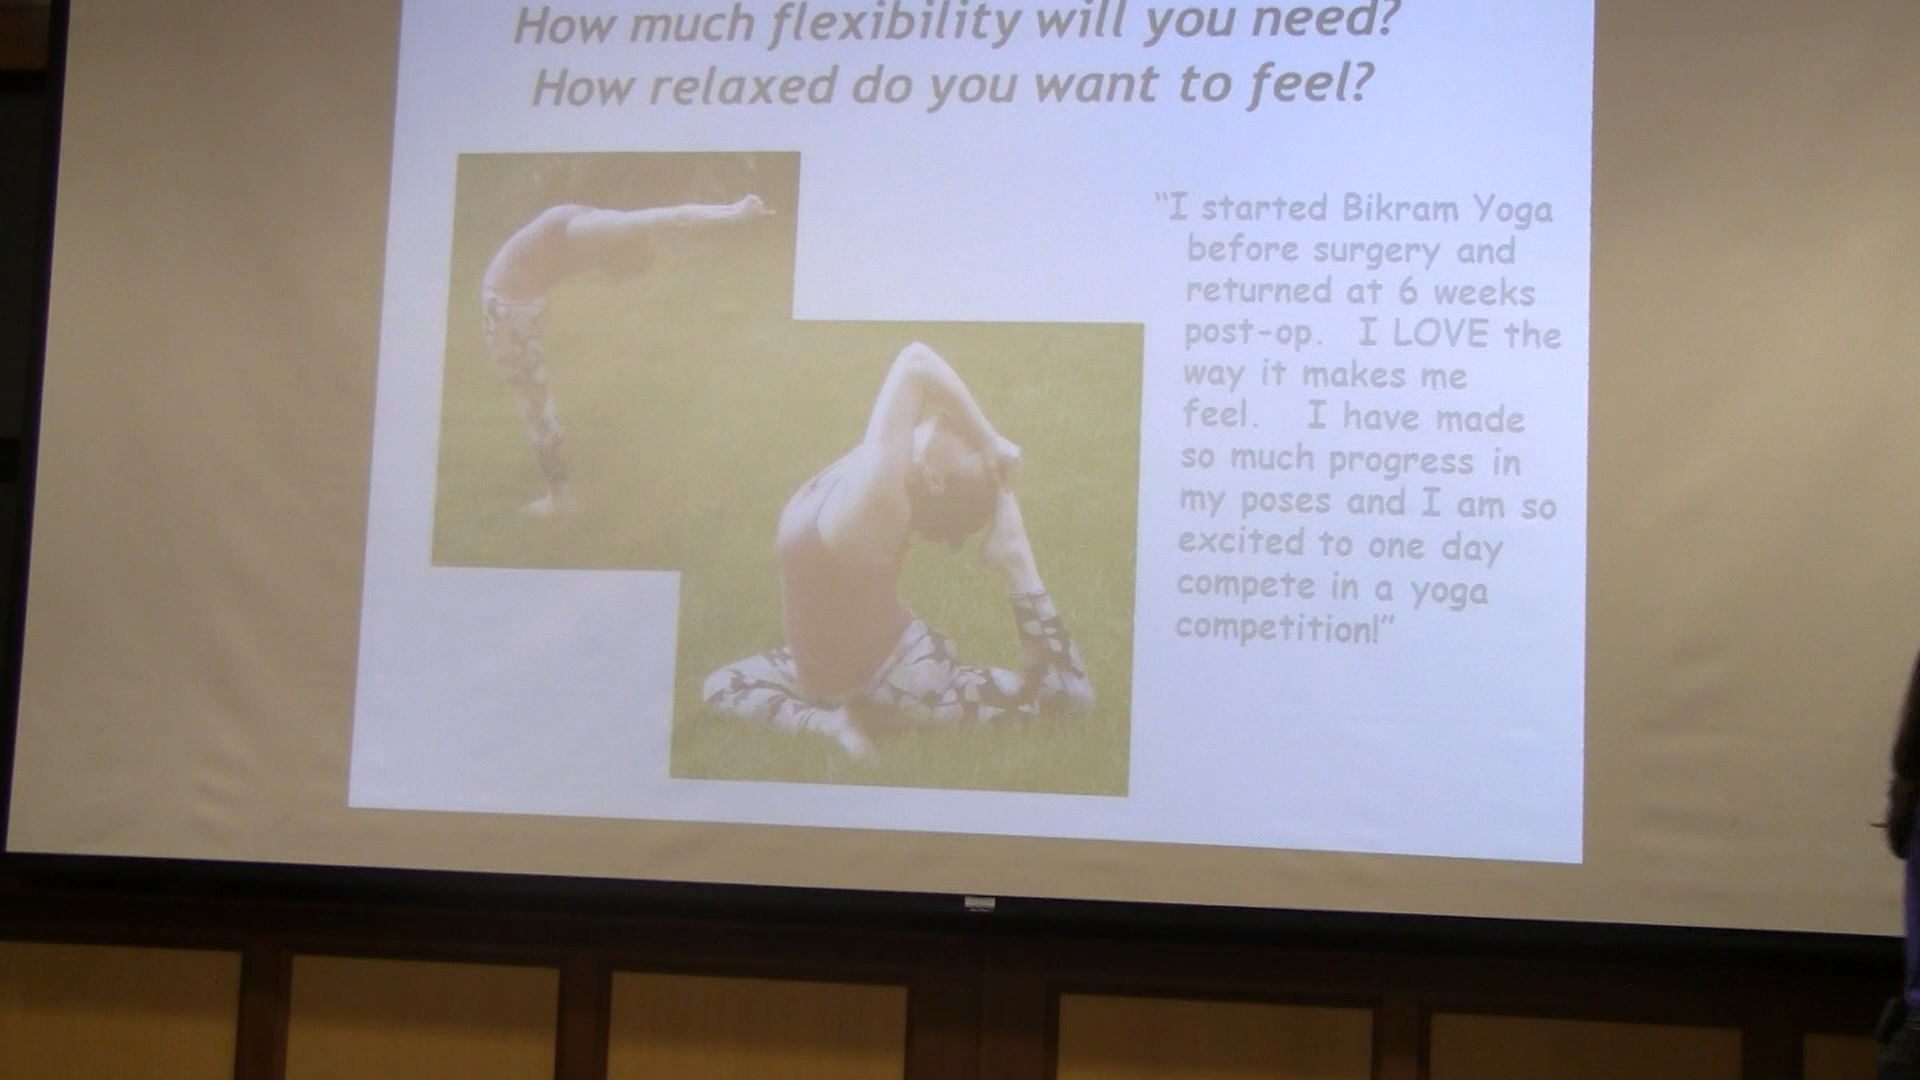 How much flexibility will you need?
How relaxed do you want to feel?
"I started Bikram Yoga
before surgery and
returned at 6 weeks
post-op. I LOVE the
way it makes me
feel. I have made
so much progress in
my poses and I am so
excited to one day
compete in a yoga
competition!"